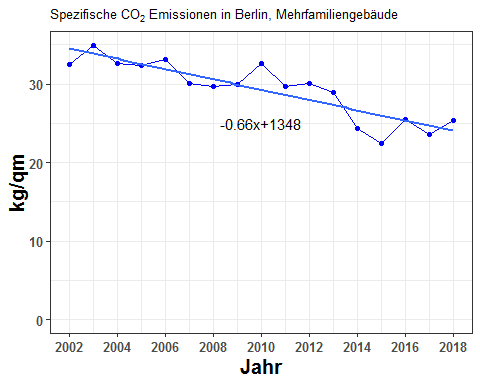 Spezifische CO₂ Emissionen in Berlin, Mehrfamiliengebäude
30
20
10
0
kg/qm
-0.66x+1348
2002 2004 2006 2008 2010 2012 2014 2016 2018
Jahr